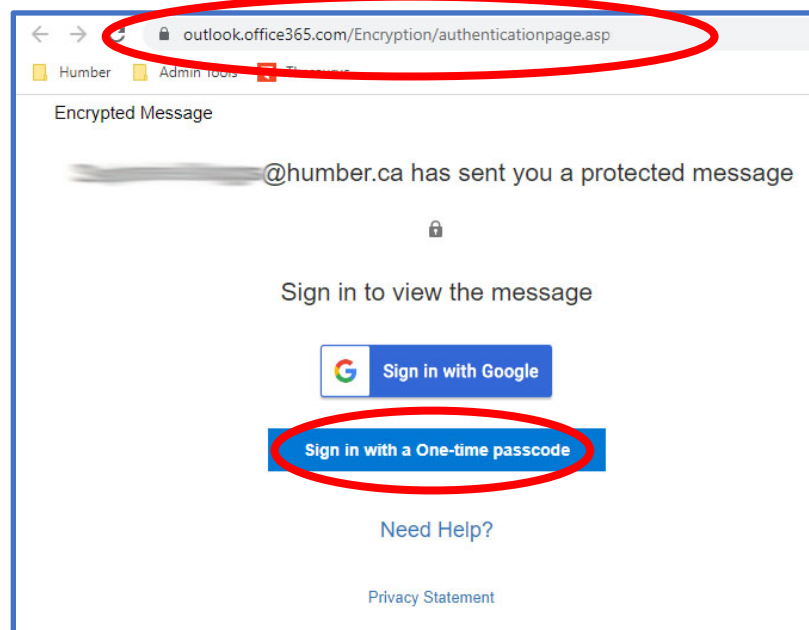 outlook.office365.com/Encryption/authenticationpage.asp
Humber Admin Tools
Encrypted Message
@humber.ca has sent you a protected message
Sign in to view the message
G Sign in with Google
Sign in with a One-time passcode
Need Help?
Privacy Statement